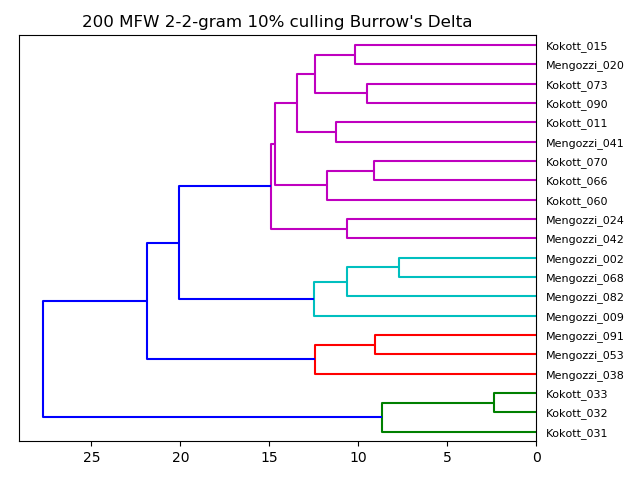 200 MFW 2-2-gram 10% culling Burrow's Delta
Kokott_015
Mengozzi_020
Kokott_073
Kokott_090
Kokott_011
Mengozzi_041
Kokott_070
Kokott_066
Kokott_060
Mengozzi_024
Mengozzi_042
Mengozzi_002
Mengozzi_068
Mengozzi_082
Mengozzi_009
Mengozzi_091
Mengozzi_053
Mengozzi_038
Kokott_033
Kokott_032
Kokott_031
25 20 15 10 5 0